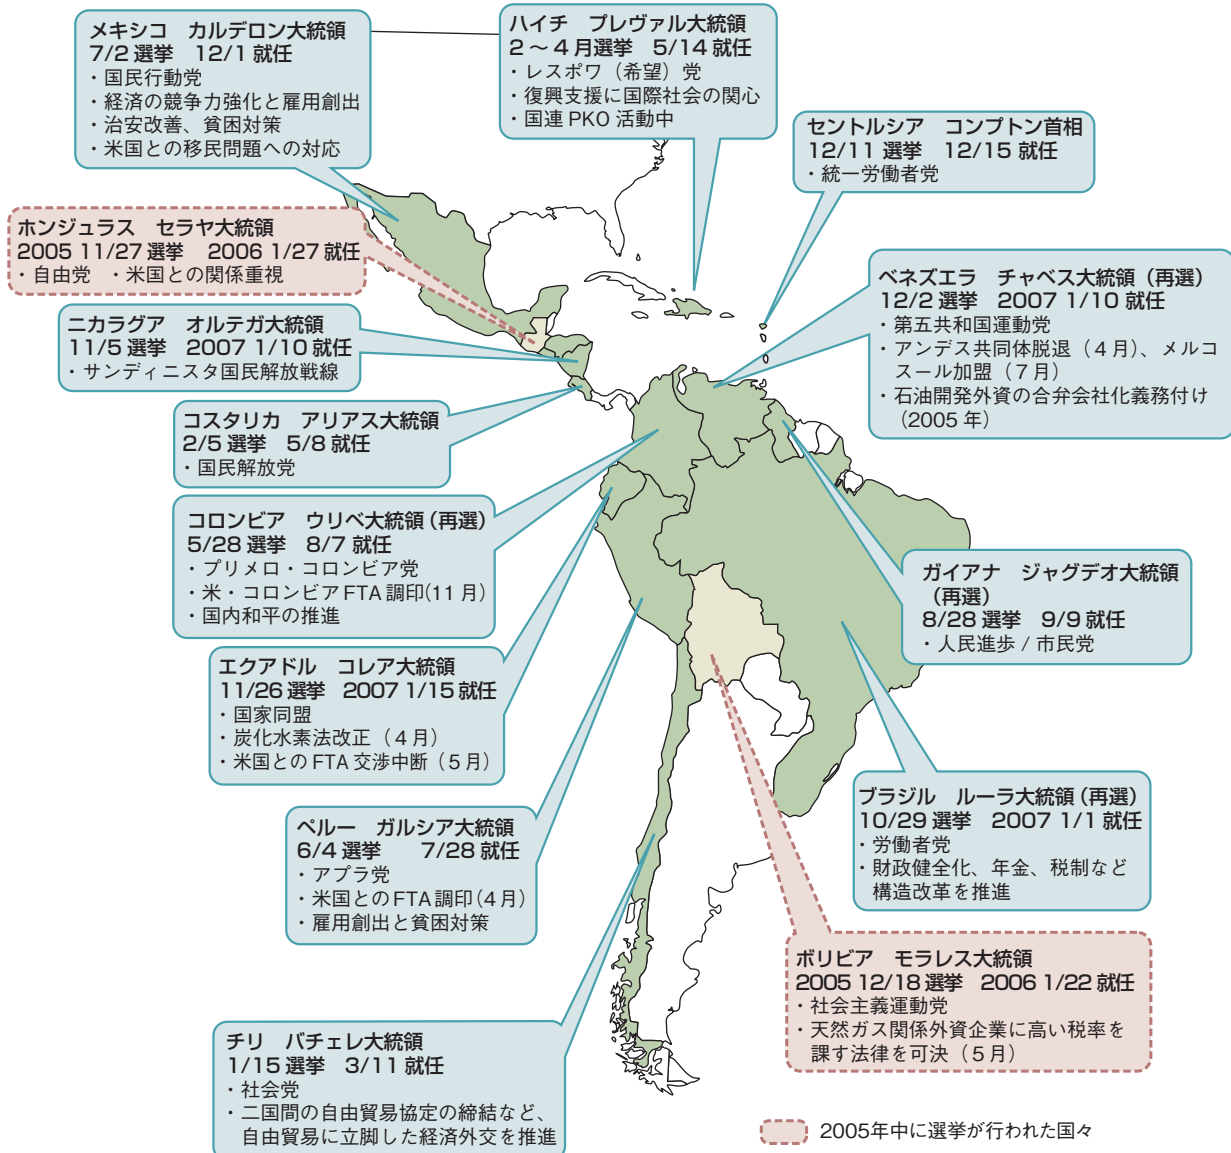 メキシコ　カルデロン大統領
7/2 選挙　12/1 就任
・国民行動党
・経済の競争力強化と雇用創出
・治安改善、貧困対策
・米国との移民問題への対応
ハイチ　プレヴァル大統領
2 ～ 4 月選挙　5/14 就任
・レスポワ（希望）党
・復興支援に国際社会の関心
・国連 PKO 活動中
セントルシア　コンプトン首相
12/11 選挙　12/15 就任
・統一労働者党
ホンジュラス　セラヤ大統領
2005 11/27 選挙　2006 1/27 就任
・自由党　・米国との関係重視
ベネズエラ　チャベス大統領（再選）
12/2 選挙　2007 1/10 就任
・第五共和国運動党
・アンデス共同体脱退（４月）、メルコ
スール加盟（７月）
・石油開発外資の合弁会社化義務付け
（2005 年）
ニカラグア　オルテガ大統領
11/5 選挙　2007 1/10 就任
・サンディニスタ国民解放戦線
コスタリカ　アリアス大統領
2/5 選挙　5/8 就任
・国民解放党
コロンビア　ウリベ大統領（再選）
5/28 選挙　8/7 就任
・プリメロ・コロンビア党
・米・コロンビア FTA 調印(11 月)
・国内和平の推進
ガイアナ　ジャグデオ大統領
（再選）
8/28 選挙　9/9 就任
・人民進歩 / 市民党
エクアドル　コレア大統領
11/26 選挙　2007 1/15 就任
・国家同盟
・炭化水素法改正（４月）
・米国との FTA 交渉中断（５月）
ブラジル　ルーラ大統領（再選）
10/29 選挙　2007 1/1 就任
・労働者党
・財政健全化、年金、税制など
構造改革を推進
ペルー　ガルシア大統領
6/4 選挙　　7/28 就任
・アプラ党
・米国との FTA 調印（4月）
・雇用創出と貧困対策
ボリビア　モラレス大統領
2005 12/18 選挙　2006 1/22 就任
・社会主義運動党
・天然ガス関係外資企業に高い税率を
課す法律を可決（５月）
チリ　バチェレ大統領
1/15 選挙　3/11 就任
・社会党
・二国間の自由貿易協定の締結など、
自由貿易に立脚した経済外交を推進
2005年中に選挙が行われた国々